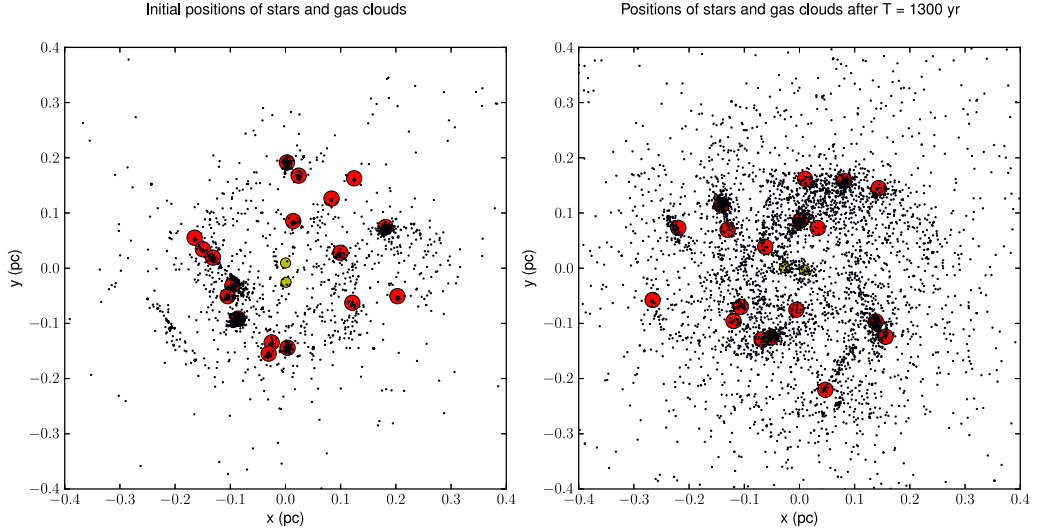 Initial positions of stars and gas clouds
0.4
0.3
0.2
0.1
0.0
−0.1
−0.2
−0.3
−0.4
y (pc)
−0.4 −0.3 −0.2 −0.1 0.0 0.1 0.2 0.3 0.4
x (pc)
Positions of stars and gas clouds after T = 1300 yr
0.4
0.3
0.2
0.1
0.0
−0.1
−0.2
−0.3
−0.4
y (pc)
−0.4 −0.3 −0.2 −0.1 0.0 0.1 0.2 0.3 0.4
x (pc)